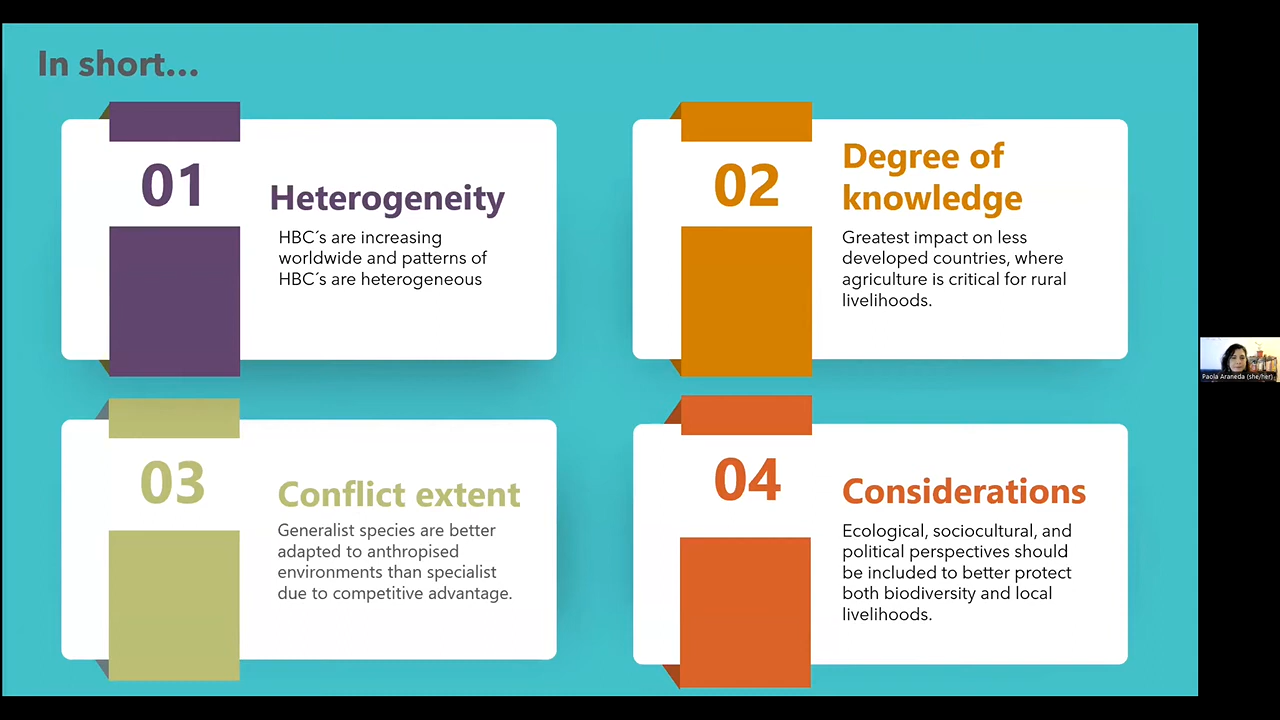 In short...
01
Heterogeneity
HBC´s are increasing
worldwide and patterns of
HBC´s are heterogeneous
02
Degree of
knowledge
Greatest impact on less
developed countries, where
agriculture is critical for rural
livelihoods.
03
Conflict extent
Generalist species are better
adapted to anthropised
environments than specialist
due to competitive advantage.
04
Considerations
Ecological, sociocultural, and
political perspectives should
be included to better protect
both biodiversity and local
livelihoods.
Paola Araneda (she/her)